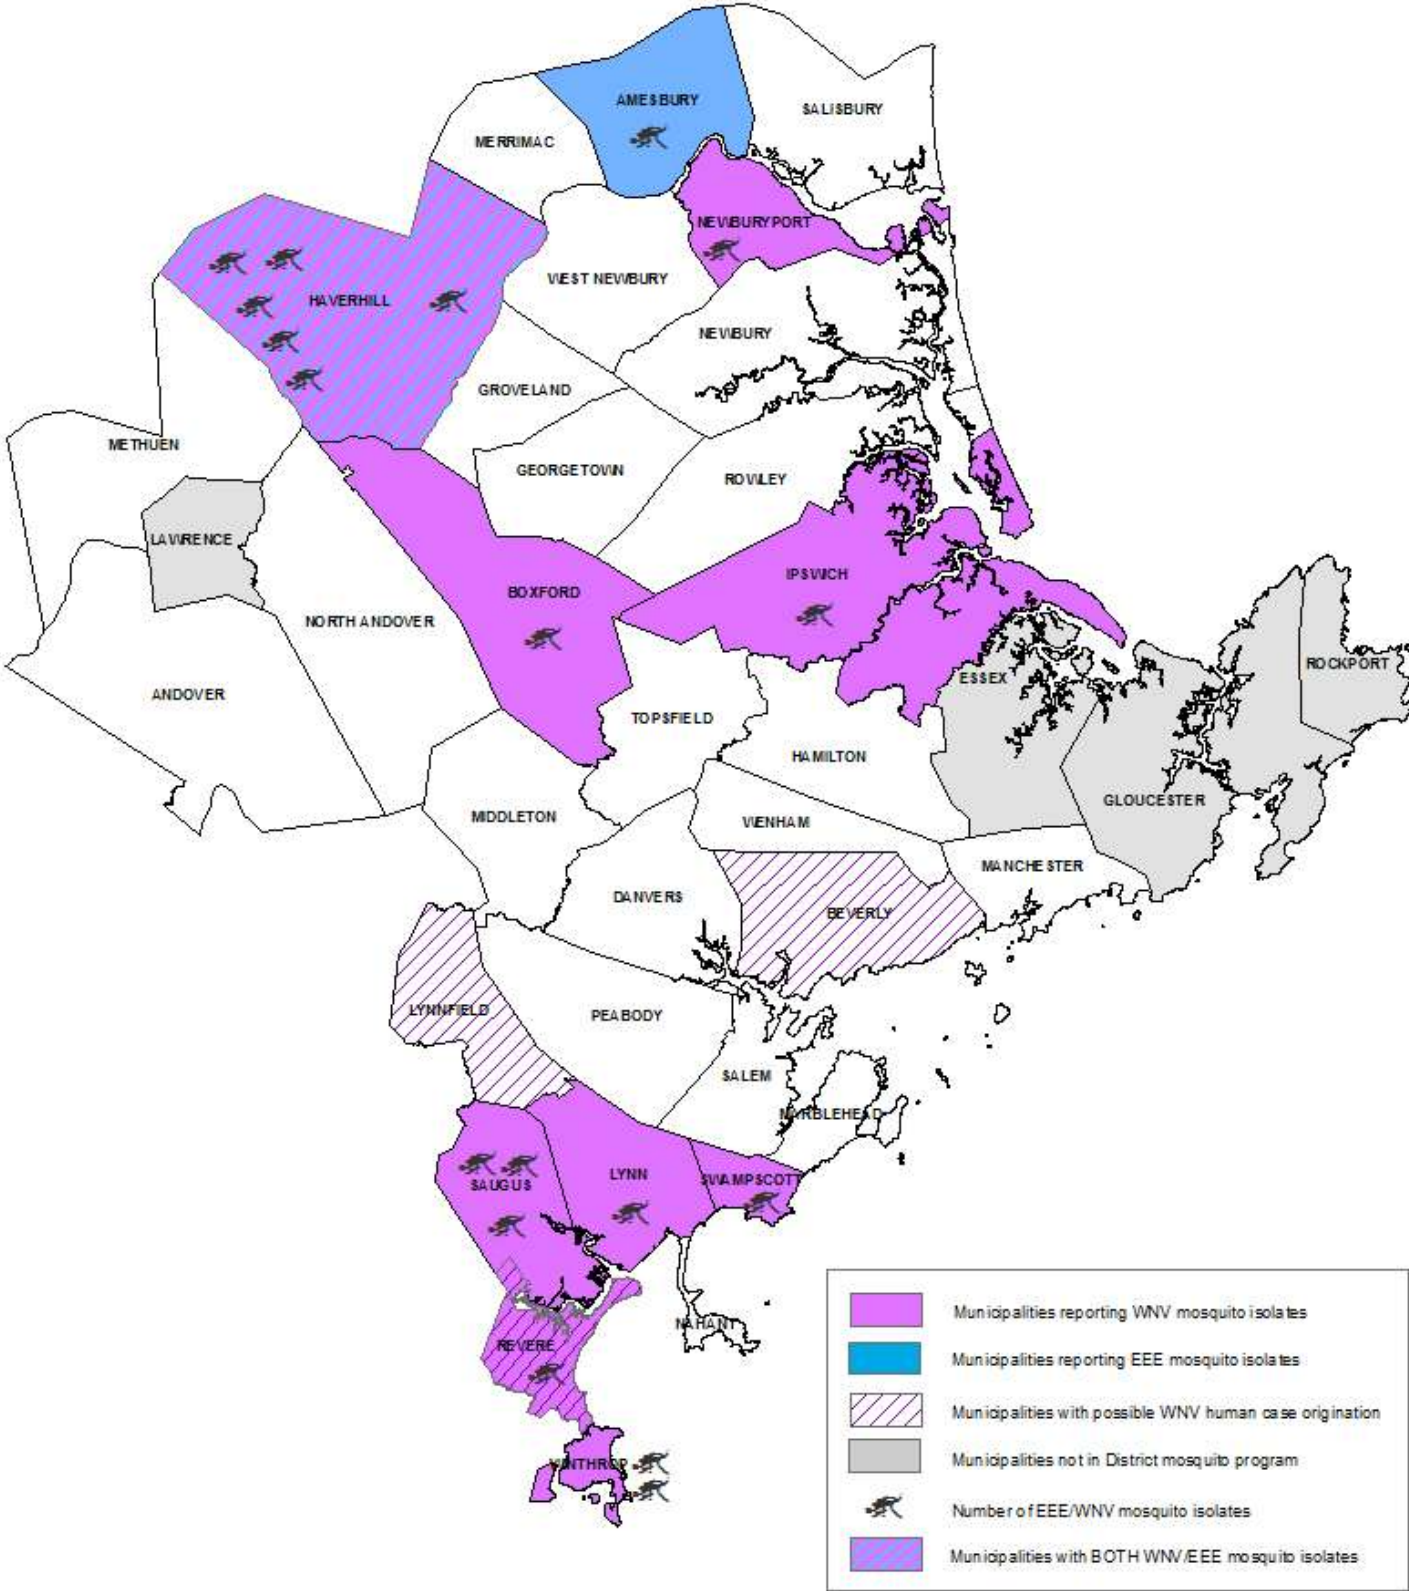 AMESBURY
SALISBURY
MERRIMAC
NEWBURYPORT
WEST NEWBURY
HAVERHILL
NEWBURY
GROVELAND
METHUEN
GEORGETOWN
ROWLEY
LAWRENCE
IPSWICH
BOXFORD
NORTH ANDOVER
ROCKPORT
ESSEX
ANDOVER
TOPSFIELD
HAMILTON
GLOUCESTER
MIDDLETON
WENHAM
MANCHESTER
DANVERS
BEVERLY
LYNNFIELD
PEABODY
SALEM
MARBLEHEAD
LYNN
SWAMPSCOTT
SAUGUS
NAHANT
REVERE
WINTHROP
Municipalities reporting WNV mosquito isolates
Municipalities reporting EEE mosquito isolates
Municipalities with possible WNV human case origination
Municipalities not in District mosquito program
Number of EEE/WNV mosquito isolates
Municipalities with BOTH WNV/EEE mosquito isolates